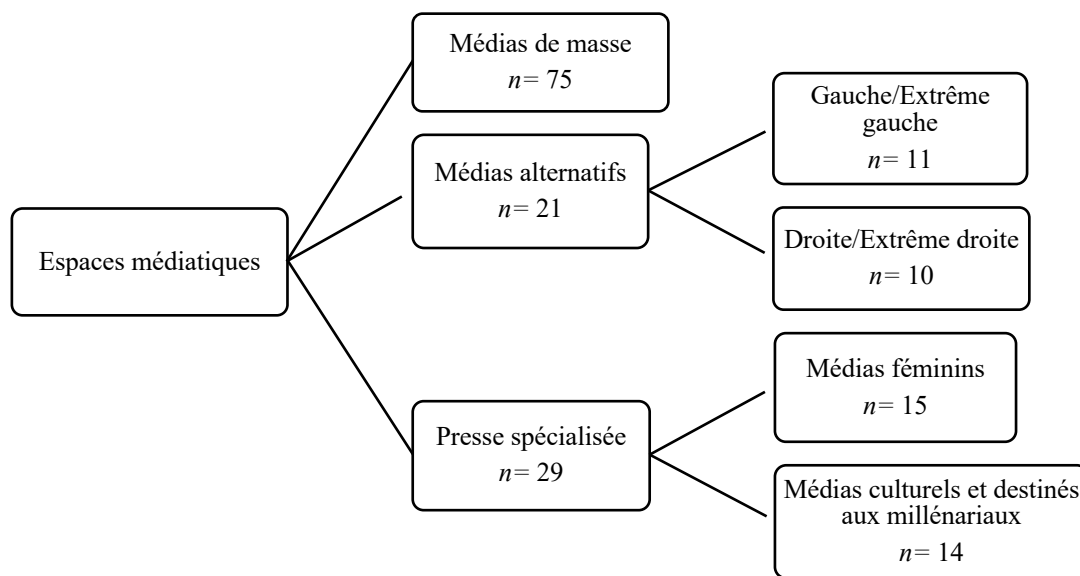 Médias de masse
n= 75
Gauche/Extrême
gauche
n= 11
Médias alternatifs
n= 21
Droite/Extrême droite
n= 10
Espaces médiatiques
Médias féminins
n= 15
Presse spécialisée
n= 29
Médias culturels et destinés
aux millénariaux
n= 14